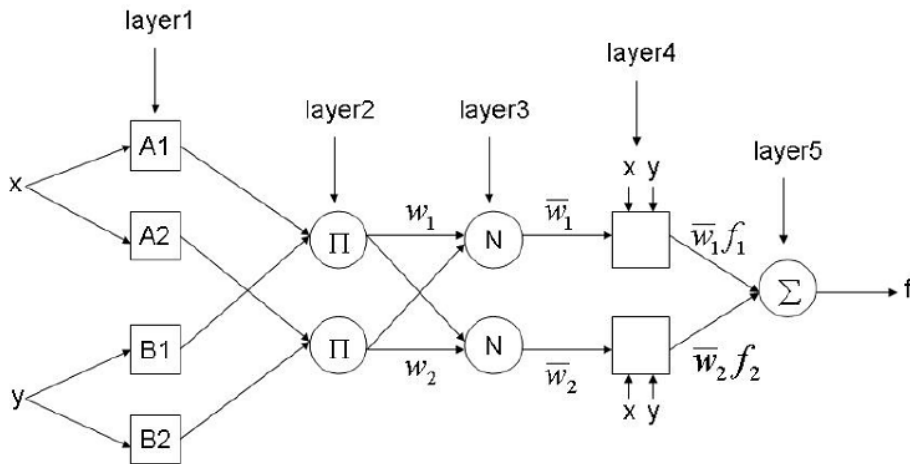 layer1
layer2
layer3
layer4
layer5
x
A1
A2
y
B1
B2
Π
Π
w₁
w₂
N
N
w̅₁
w̅₂
x y
x y
w̅₁f₁
w̅₂f₂
Σ
f